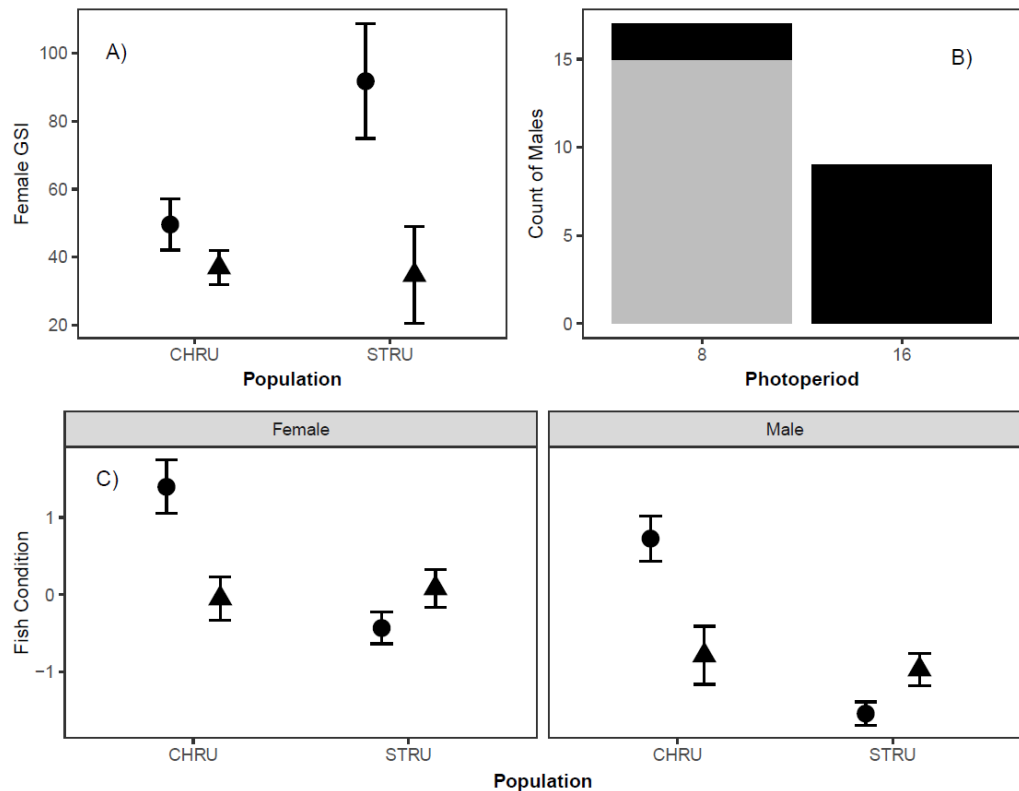 A)
Female GSI
100
80
60
40
20
CHRU STRU
Population
B)
Count of Males
15
10
5
0
8 16
Photoperiod
Female Male
C)
Fish Condition
1
0
−1
CHRU STRU CHRU STRU
Population